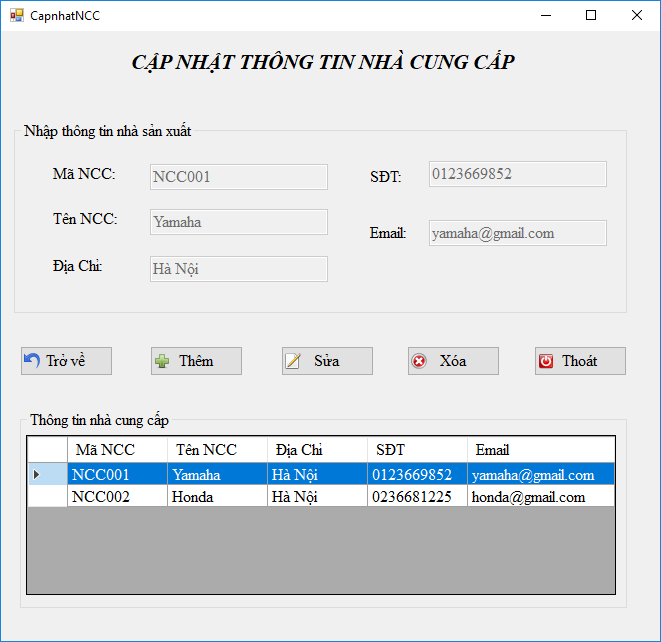 CapnhatNCC
CẬP NHẬT THÔNG TIN NHÀ CUNG CẤP
Nhập thông tin nhà sản xuất
Mã NCC: NCC001 SĐT: 0123669852
Tên NCC: Yamaha Email: yamaha@gmail.com
Địa Chỉ: Hà Nội
Trở về Thêm Sửa Xóa Thoát
Thông tin nhà cung cấp
Mã NCC Tên NCC Địa Chỉ SĐT Email
NCC001 Yamaha Hà Nội 0123669852 yamaha@gmail.com
NCC002 Honda Hà Nội 0236681225 honda@gmail.com